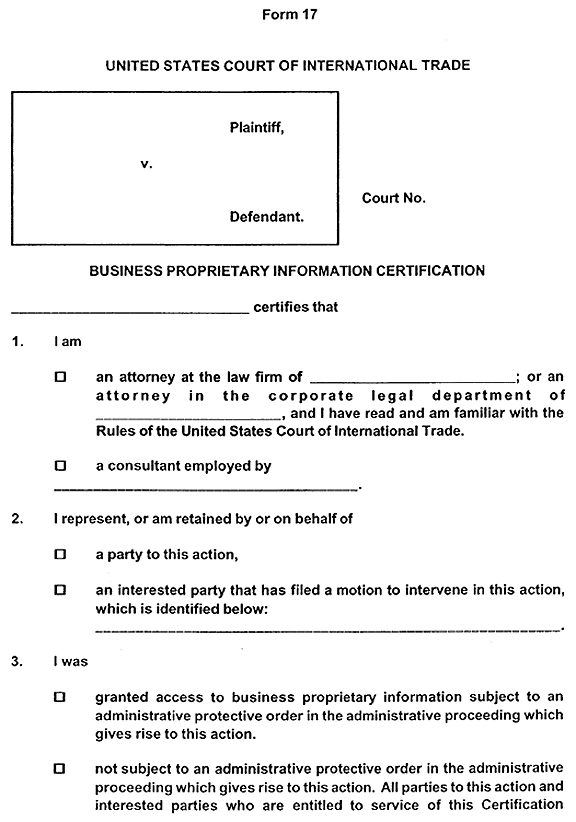 Form 17
UNITED STATES COURT OF INTERNATIONAL TRADE
Plaintiff,
v.
Court No.
Defendant.
BUSINESS PROPRIETARY INFORMATION CERTIFICATION
______________________________ certifies that
1. I am
☐ an attorney at the law firm of __________________________; or an
attorney in the corporate legal department of
________________________, and I have read and am familiar with the
Rules of the United States Court of International Trade.
☐ a consultant employed by
______________________________________.
2. I represent, or am retained by or on behalf of
☐ a party to this action,
☐ an interested party that has filed a motion to intervene in this action,
which is identified below:
__________________________________________________________.
3. I was
☐ granted access to business proprietary information subject to an
administrative protective order in the administrative proceeding which
gives rise to this action.
☐ not subject to an administrative protective order in the administrative
proceeding which gives rise to this action. All parties to this action and
interested parties who are entitled to service of this Certification